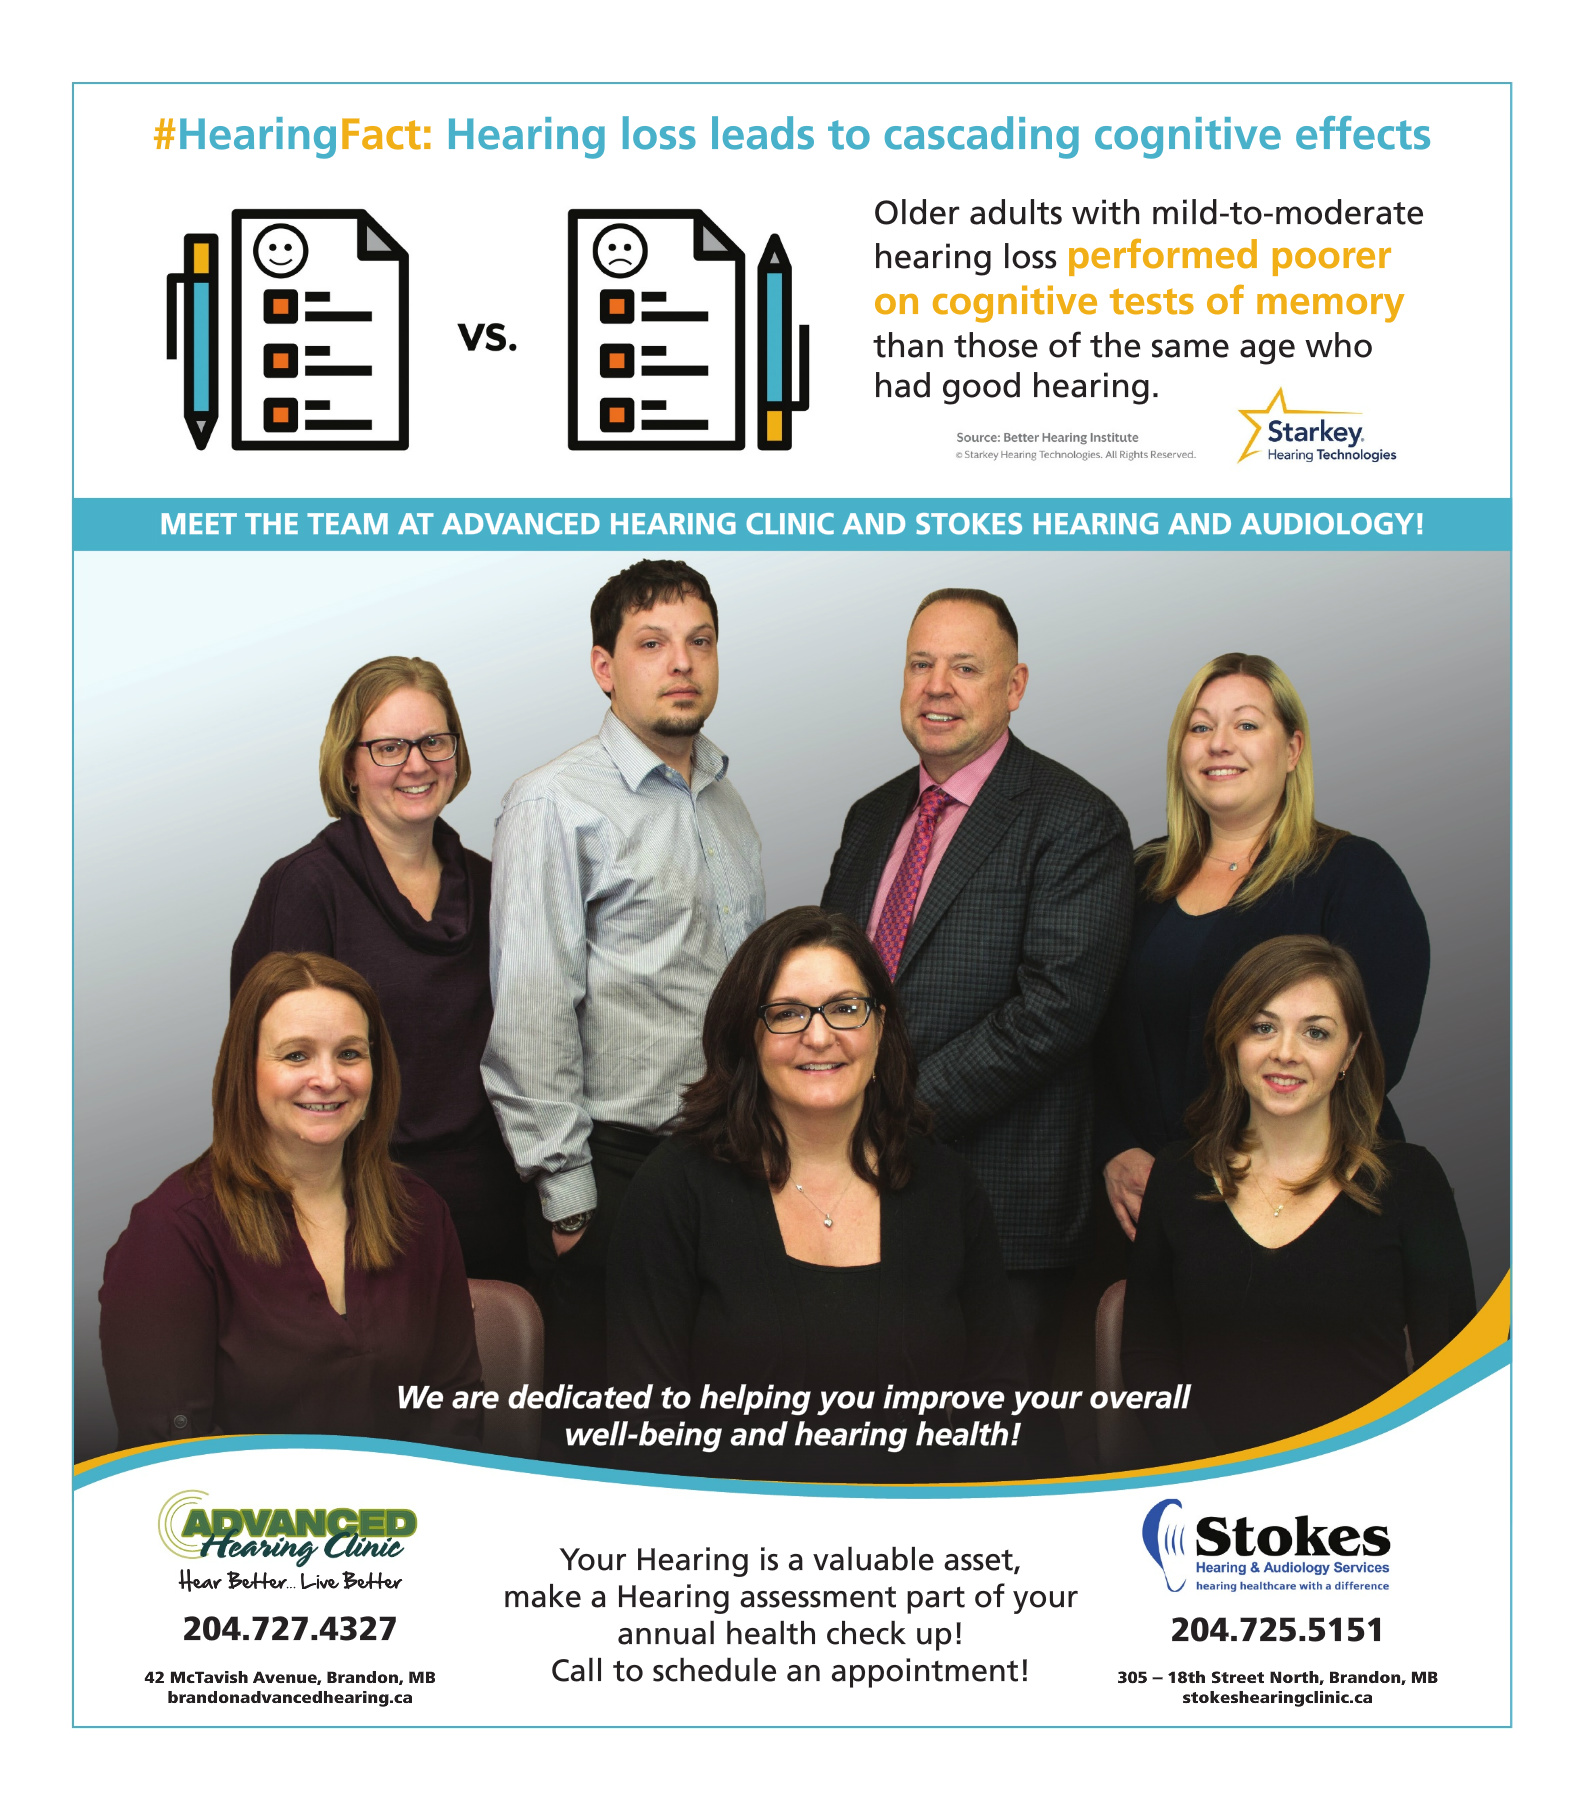 #HearingFact: Hearing loss leads to cascading cognitive effects
vs.
Older adults with mild-to-moderate
hearing loss performed poorer
on cognitive tests of memory
than those of the same age who
had good hearing.
Source: Better Hearing Institute
© Starkey Hearing Technologies. All Rights Reserved.
Starkey.
Hearing Technologies
MEET THE TEAM AT ADVANCED HEARING CLINIC AND STOKES HEARING AND AUDIOLOGY!
We are dedicated to helping you improve your overall
well-being and hearing health!
ADVANCED
Hearing Clinic
Hear Better... Live Better
204.727.4327
42 McTavish Avenue, Brandon, MB
brandonadvancedhearing.ca
Your Hearing is a valuable asset,
make a Hearing assessment part of your
annual health check up!
Call to schedule an appointment!
Stokes
Hearing & Audiology Services
hearing healthcare with a difference
204.725.5151
305 – 18th Street North, Brandon, MB
stokeshearingclinic.ca